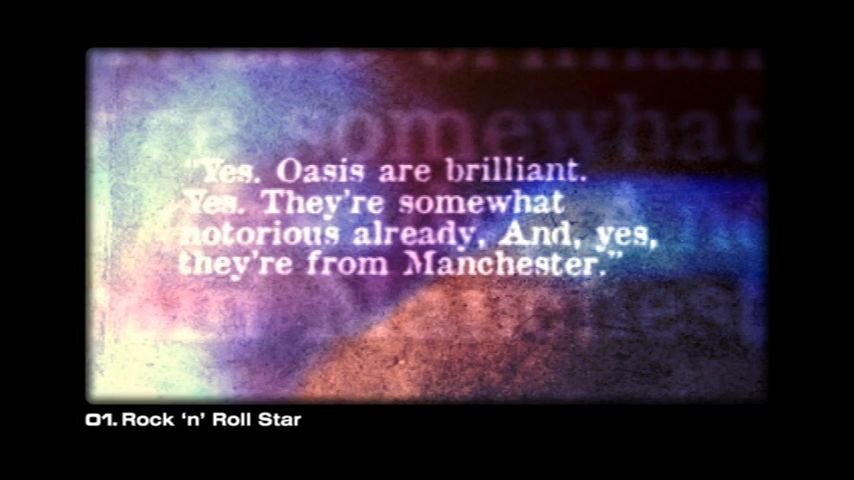 "Yes. Oasis are brilliant.
Yes. They're somewhat
notorious already, And, yes,
they're from Manchester."
01. Rock 'n' Roll Star